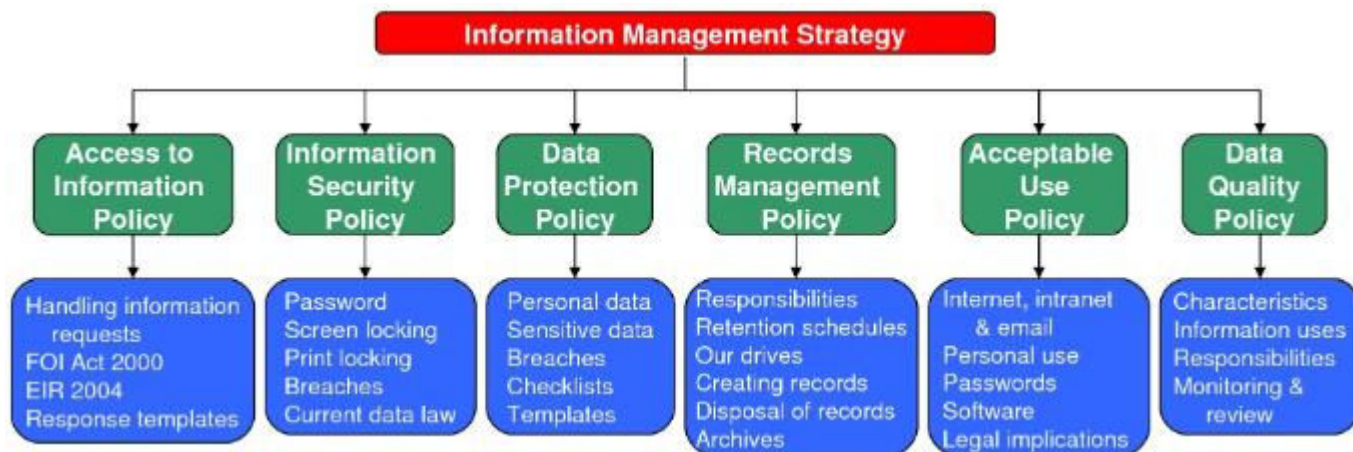 Information Management Strategy
Access to
Information
Policy
Information
Security
Policy
Data
Protection
Policy
Records
Management
Policy
Acceptable
Use
Policy
Data
Quality
Policy
Handling information
requests
FOI Act 2000
EIR 2004
Response templates
Password
Screen locking
Print locking
Breaches
Current data law
Personal data
Sensitive data
Breaches
Checklists
Templates
Responsibilities
Retention schedules
Our drives
Creating records
Disposal of records
Archives
Internet, intranet
& email
Personal use
Passwords
Software
Legal implications
Characteristics
Information uses
Responsibilities
Monitoring &
review